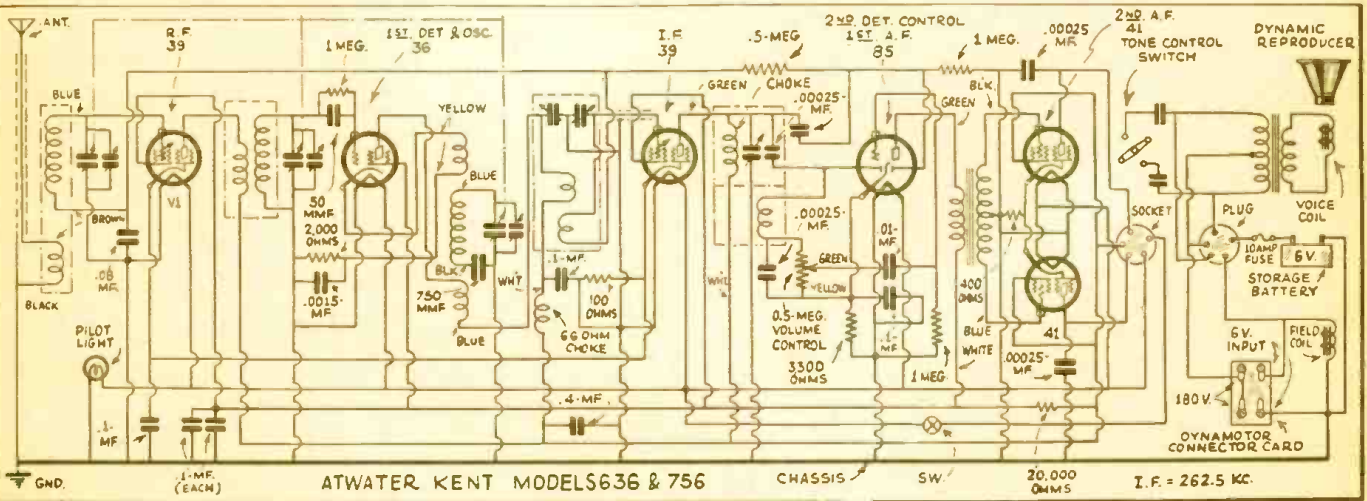 ANT.
R.F.
39
1 MEG.
1ST. DET & OSC.
36
I.F.
39
.5-MEG
2ND. DET. CONTROL
1ST A.F.
85
1 MEG.
.00025
MF.
2ND. A.F.
41
TONE CONTROL
SWITCH
DYNAMIC
REPRODUCER
BLUE
YELLOW
GREEN
CHOKE
.00025-
MF.
GREEN
BLK.
V1
BROWN
50
MMF.
2,000
OHMS
BLUE
.00025-
MF.
.01-
MF.
SOCKET
PLUG
VOICE
COIL
.08
MF.
BLACK
.0015-
MF.
BLK
750
MMF
WHT
.1-MF.
100
OHMS
WHT.
GREEN
YELLOW
400
OHMS
10AMP
FUSE
6V.
STORAGE
BATTERY
PILOT
LIGHT
BLUE
66 OHM
CHOKE
0.5-MEG.
VOLUME
CONTROL
3300
OHMS
.1-
MF
1 MEG.
BLUE
WHITE
41
.00025-
MF
6V.
INPUT
FIELD
COIL
.1-
MF
.4-MF.
180V.
DYNAMOTOR
CONNECTOR CARD
GND.
.1-MF.
(EACH)
ATWATER KENT MODELS 636 & 756
CHASSIS
SW.
20,000
OHMS
I.F. = 262.5 KC.